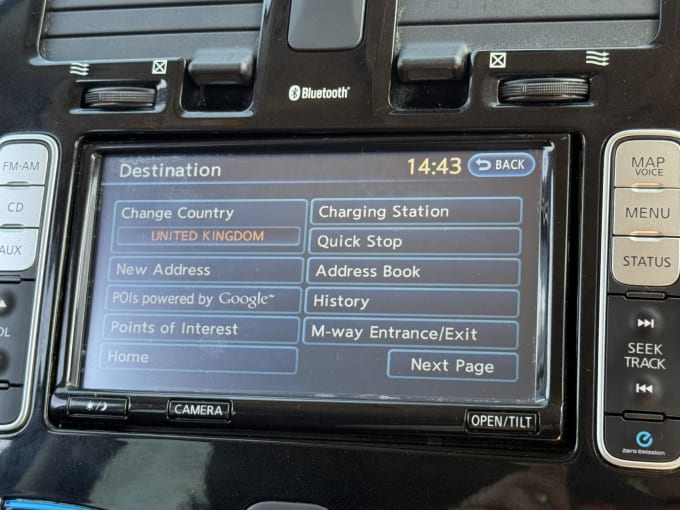 Bluetooth®
FM·AM
CD
AUX
Destination
14:43
BACK
Change Country
UNITED KINGDOM
New Address
POIs powered by Google™
Points of Interest
Home
Charging Station
Quick Stop
Address Book
History
M-way Entrance/Exit
Next Page
CAMERA
OPEN/TILT
MAP
VOICE
MENU
STATUS
SEEK
TRACK
Zero Emission